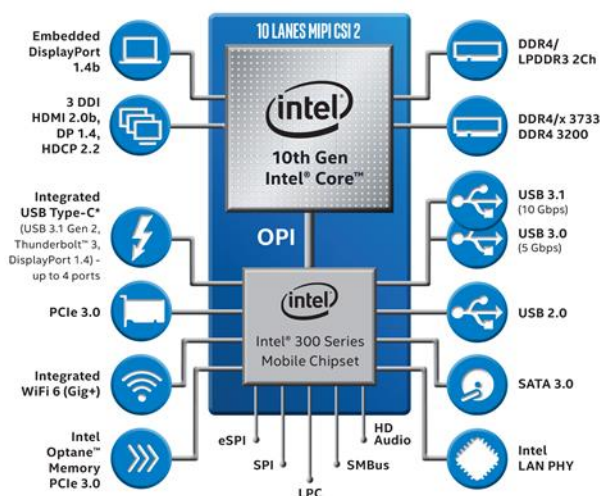 10 LANES MIPI CSI 2
Embedded
DisplayPort
1.4b
3 DDI
HDMI 2.0b,
DP 1.4,
HDCP 2.2
Integrated
USB Type-C*
(USB 3.1 Gen 2,
Thunderbolt™ 3,
DisplayPort 1.4) -
up to 4 ports
PCIe 3.0
Integrated
WiFi 6 (Gig+)
Intel
Optane™
Memory
PCIe 3.0
intel
10th Gen
Intel® Core™
OPI
intel
Intel® 300 Series
Mobile Chipset
eSPI
SPI
LPC
SMBus
HD
Audio
DDR4/
LPDDR3 2Ch
DDR4/x 3733
DDR4 3200
USB 3.1
(10 Gbps)
USB 3.0
(5 Gbps)
USB 2.0
SATA 3.0
Intel
LAN PHY